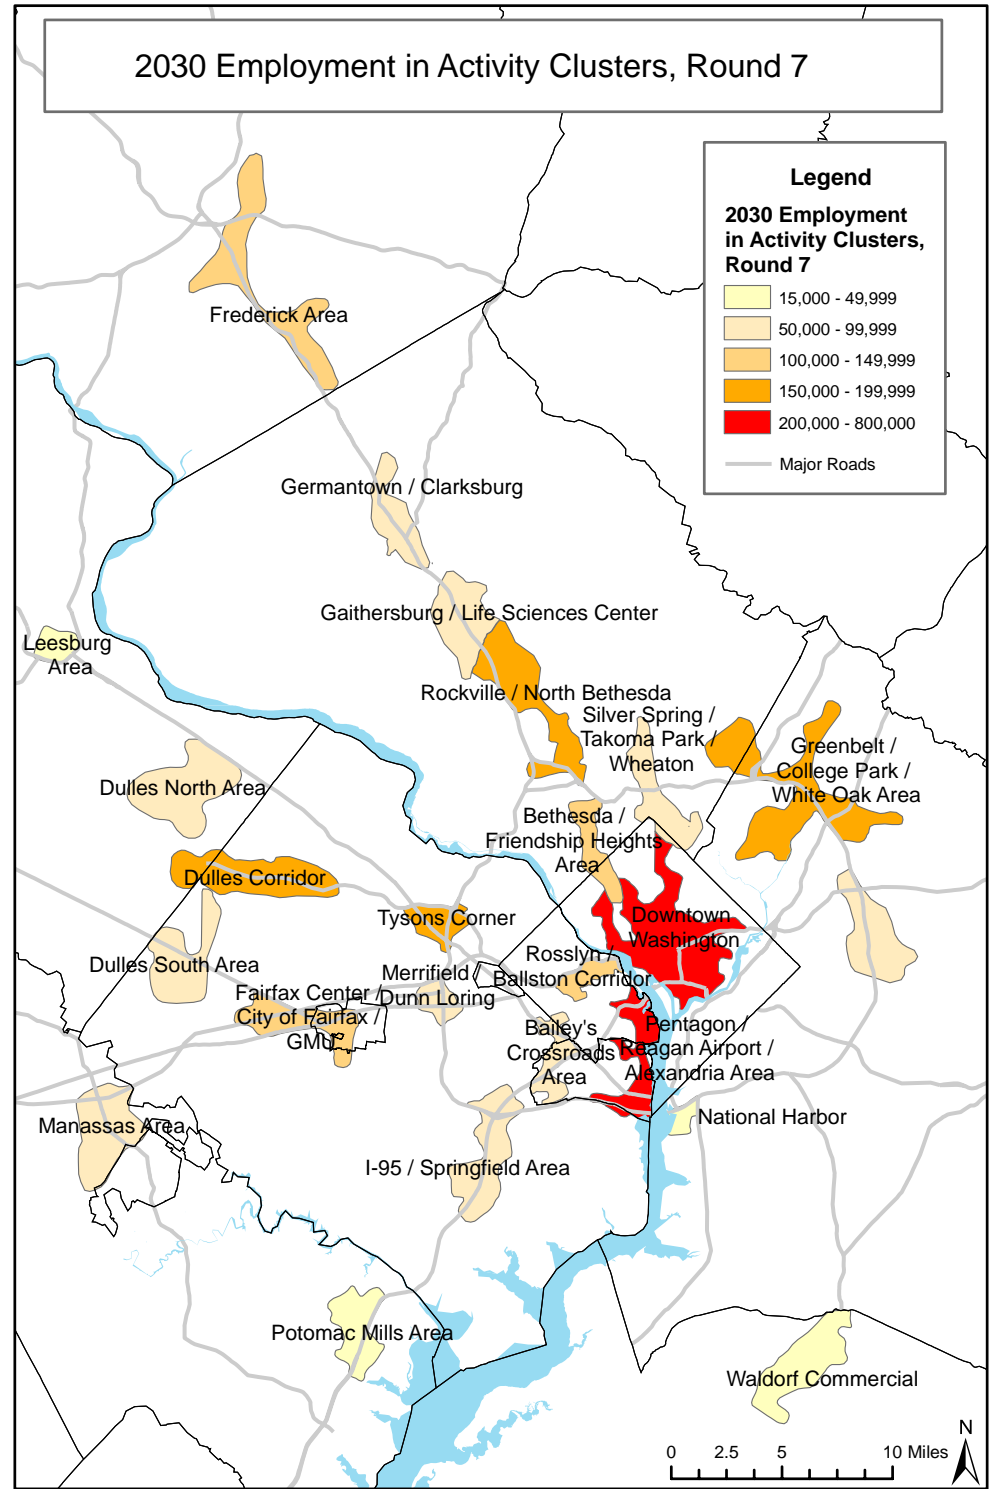 2030 Employment in Activity Clusters, Round 7
Legend
2030 Employment
in Activity Clusters,
Round 7
15,000 - 49,999
50,000 - 99,999
100,000 - 149,999
150,000 - 199,999
200,000 - 800,000
Major Roads
Frederick Area
Germantown / Clarksburg
Gaithersburg / Life Sciences Center
Leesburg
Area
Rockville / North Bethesda
Silver Spring /
Takoma Park /
Wheaton
Greenbelt /
College Park /
White Oak Area
Dulles North Area
Bethesda /
Friendship Heights
Area
Dulles Corridor
Tysons Corner
Downtown
Washington
Dulles South Area
Merrifield /
Dunn Loring
Rosslyn /
Ballston Corridor
Fairfax Center /
City of Fairfax /
GMU
Bailey's
Crossroads
Area
Pentagon /
Reagan Airport /
Alexandria Area
Manassas Area
National Harbor
I-95 / Springfield Area
Potomac Mills Area
Waldorf Commercial
N
0 2.5 5 10 Miles